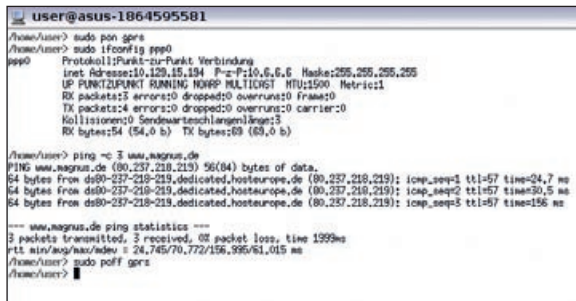 user@asus-1864595581
/home/user> sudo pon gprs
/home/user> sudo ifconfig ppp0
ppp0 Protokoll:Punkt-zu-Punkt Verbindung
inet Adresse:10.129.15.194 P-z-P:10.6.6.6 Maske:255.255.255.255
UP PUNKTZUPUNKT RUNNING NOARP MULTICAST MTU:1500 Metric:1
RX packets:3 errors:0 dropped:0 overruns:0 frame:0
TX packets:4 errors:0 dropped:0 overruns:0 carrier:0
Kollisionen:0 Sendewarteschlangenlänge:3
RX bytes:54 (54.0 b) TX bytes:69 (69.0 b)
/home/user> ping -c 3 www.magnus.de
PING www.magnus.de (80.237.218.219) 56(84) bytes of data.
64 bytes from ds80-237-218-219.dedicated.hosteurope.de (80.237.218.219): icmp_seq=1 ttl=57 time=24.7 ms
64 bytes from ds80-237-218-219.dedicated.hosteurope.de (80.237.218.219): icmp_seq=2 ttl=57 time=30.5 ms
64 bytes from ds80-237-218-219.dedicated.hosteurope.de (80.237.218.219): icmp_seq=3 ttl=57 time=156 ms
--- www.magnus.de ping statistics ---
3 packets transmitted, 3 received, 0% packet loss, time 1999ms
rtt min/avg/max/mdev = 24.745/70.772/156.995/61.015 ms
/home/user> sudo poff gprs
/home/user>